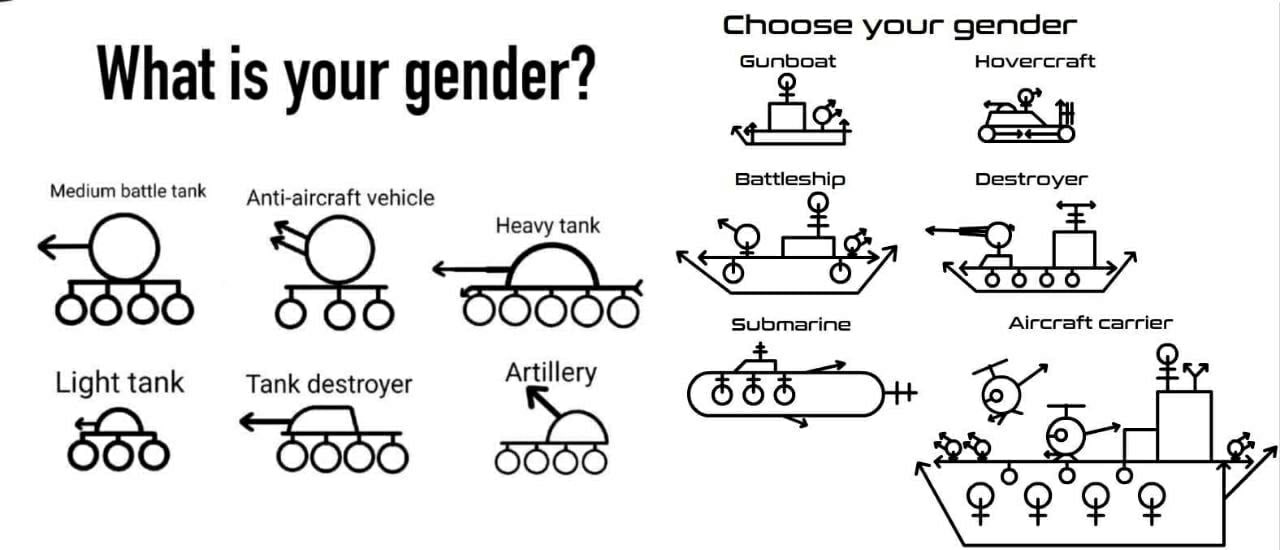 What is your gender?
Medium battle tank
Anti-aircraft vehicle
Heavy tank
Light tank
Tank destroyer
Artillery
Choose your gender
Gunboat
Hovercraft
Battleship
Destroyer
Submarine
Aircraft carrier